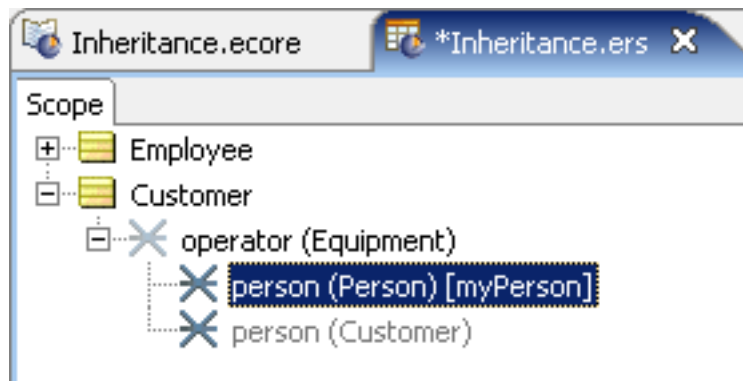 Inheritance.ecore
*Inheritance.ers
Scope
Employee
Customer
operator (Equipment)
person (Person) [myPerson]
person (Customer)